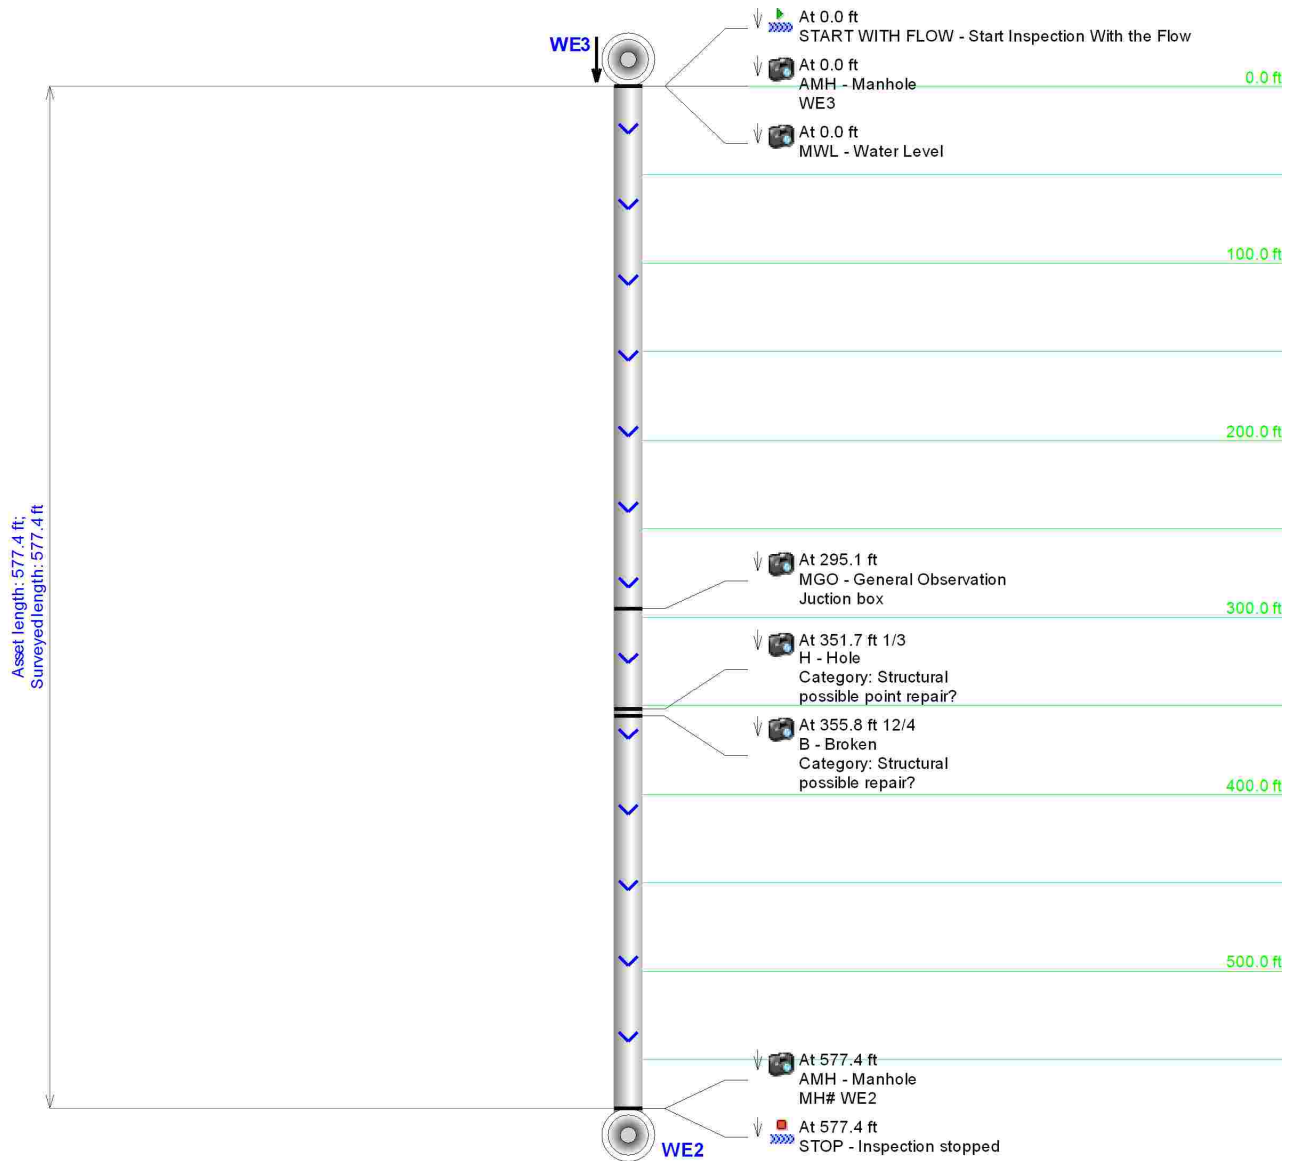 WE3
At 0.0 ft
START WITH FLOW - Start Inspection With the Flow
At 0.0 ft
AMH - Manhole
WE3
At 0.0 ft
MWL - Water Level
0.0 ft
100.0 ft
200.0 ft
Asset length: 577.4 ft;
Surveyed length: 577.4 ft
At 295.1 ft
MGO - General Observation
Juction box
300.0 ft
At 351.7 ft 1/3
H - Hole
Category: Structural
possible point repair?
At 355.8 ft 12/4
B - Broken
Category: Structural
possible repair?
400.0 ft
500.0 ft
At 577.4 ft
AMH - Manhole
MH# WE2
At 577.4 ft
STOP - Inspection stopped
WE2